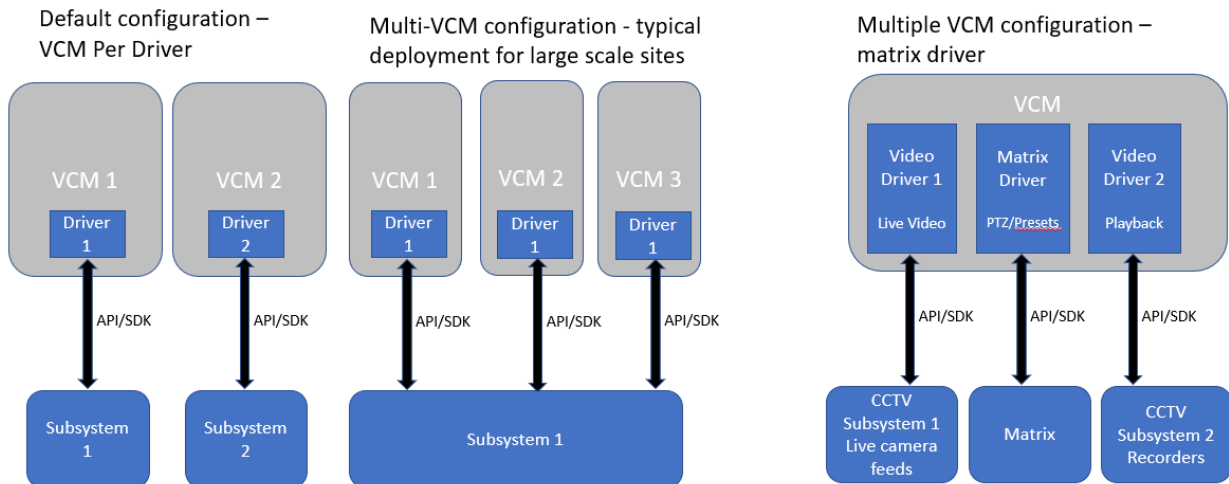 Default configuration –
VCM Per Driver
VCM 1
Driver
1
API/SDK
Subsystem
1
VCM 2
Driver
2
API/SDK
Subsystem
2
Multi-VCM configuration - typical
deployment for large scale sites
VCM 1
Driver
1
API/SDK
VCM 2
Driver
1
API/SDK
VCM 3
Driver
1
API/SDK
Subsystem 1
Multiple VCM configuration –
matrix driver
VCM
Video
Driver 1
Live Video
API/SDK
CCTV
Subsystem 1
Live camera
feeds
Matrix
Driver
PTZ/Presets
API/SDK
Matrix
Video
Driver 2
Playback
API/SDK
CCTV
Subsystem 2
Recorders